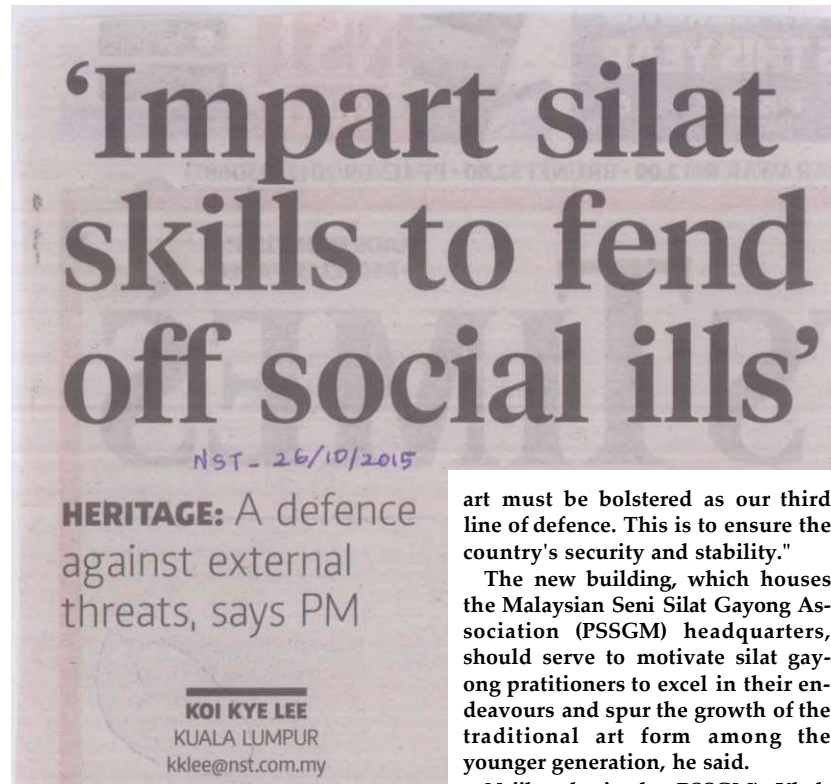 ‘Impart silat
skills to fend
off social ills’
NST - 26/10/2015
HERITAGE: A defence
against external
threats, says PM
KOI KYE LEE
KUALA LUMPUR
kklee@nst.com.my
art must be bolstered as our third
line of defence. This is to ensure the
country's security and stability."
The new building, which houses
the Malaysian Seni Silat Gayong As-
sociation (PSSGM) headquarters,
should serve to motivate silat gay-
ong pratitioners to excel in their en-
deavours and spur the growth of the
traditional art form among the
younger generation, he said.